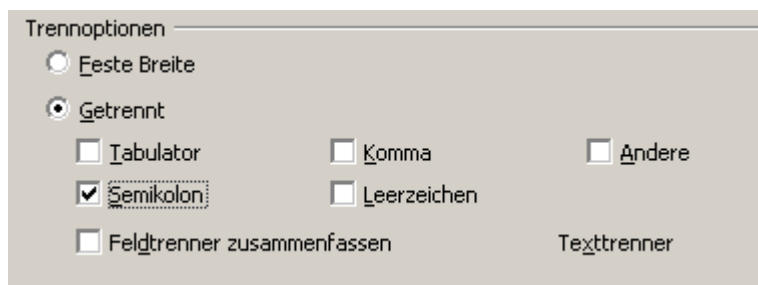 Trennoptionen
Feste Breite
Getrennt
Tabulator Komma Andere
Semikolon Leerzeichen
Feldtrenner zusammenfassen Texttrenner